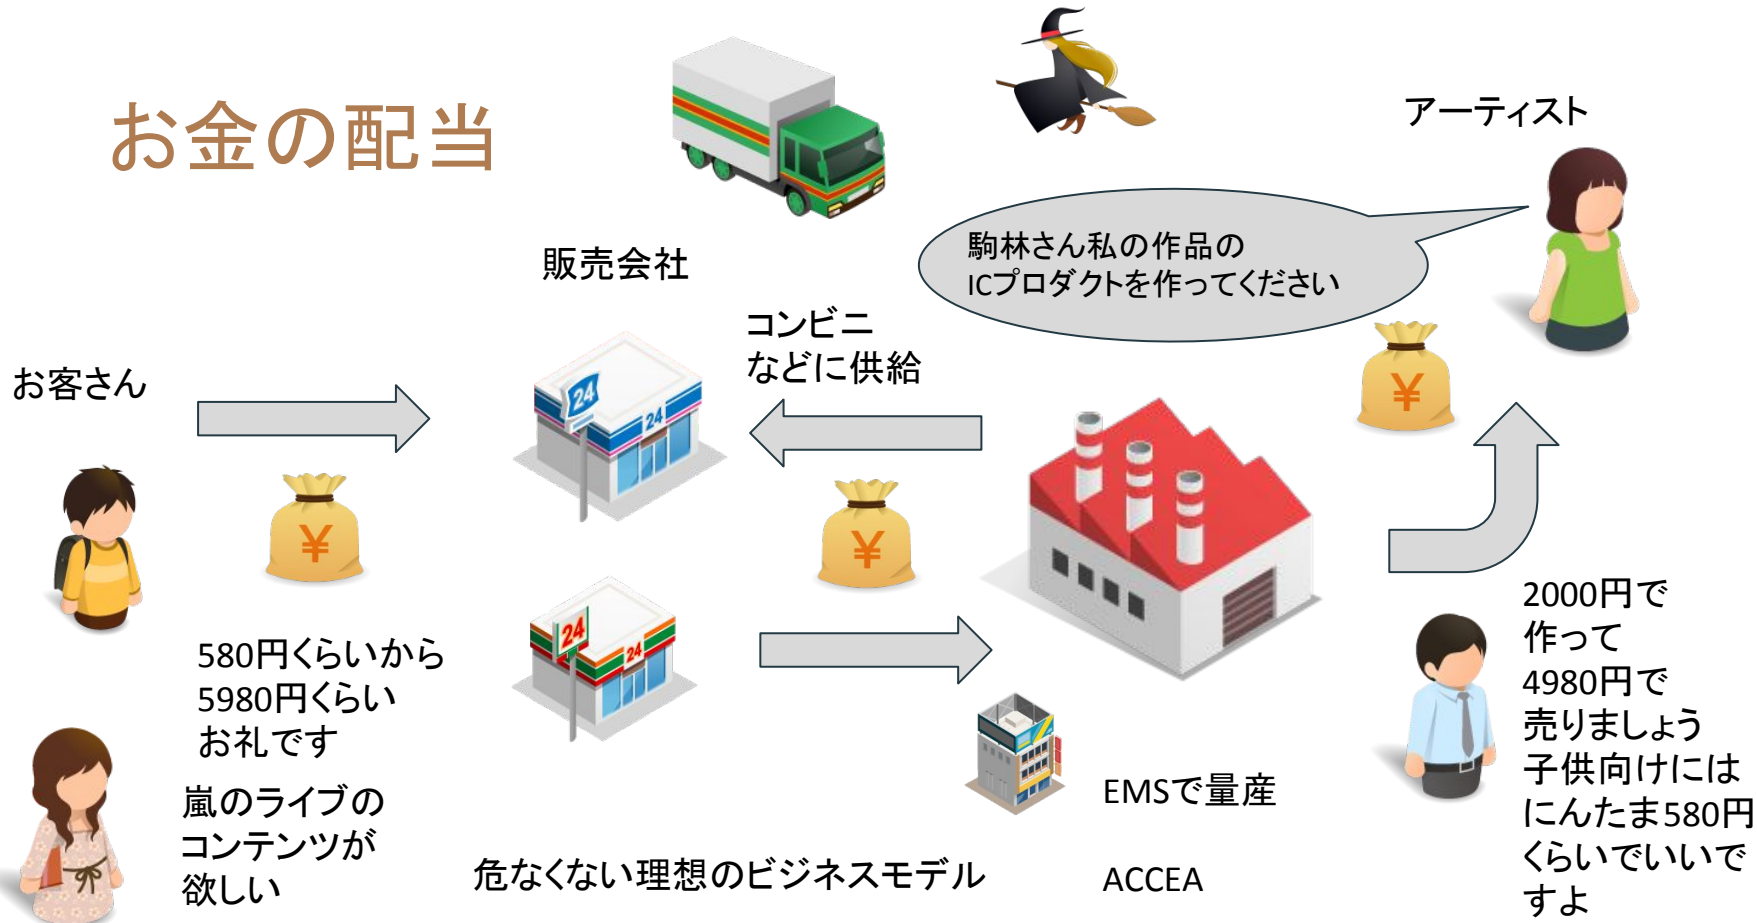 お金の配当
アーティスト
駒林さん私の作品の
ICプロダクトを作ってください
販売会社
コンビニ
などに供給
お客さん
24
24
24
24
¥
¥
¥
580円くらいから
5980円くらい
お礼です
嵐のライブの
コンテンツが
欲しい
危なくない理想のビジネスモデル
EMSで量産
ACCEA
2000円で
作って
4980円で
売りましょう
子供向けには
にんたま580円
くらいでいいで
すよ